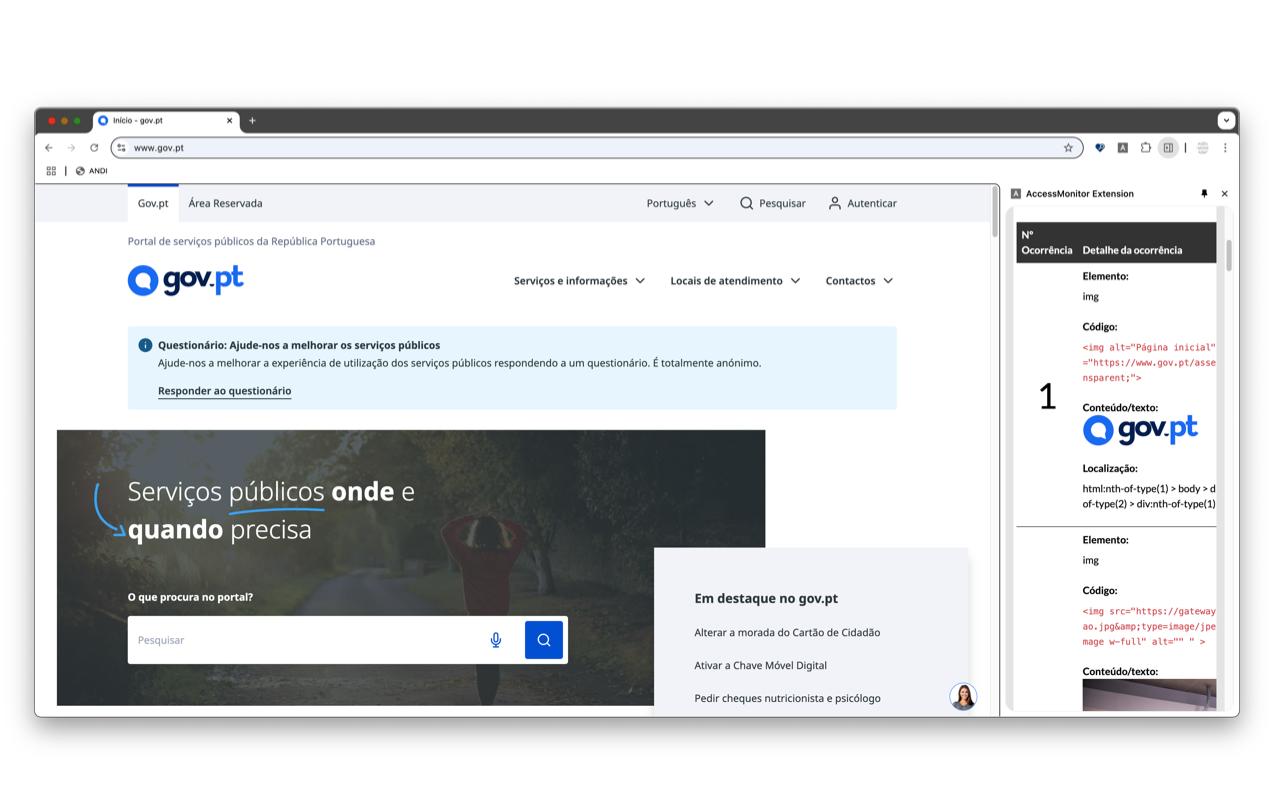 Início - gov.pt
www.gov.pt
ANDI
Gov.pt
Área Reservada
Português
Pesquisar
Autenticar
Portal de serviços públicos da República Portuguesa
gov.pt
Serviços e informações
Locais de atendimento
Contactos
Questionário: Ajude-nos a melhorar os serviços públicos
Ajude-nos a melhorar a experiência de utilização dos serviços públicos respondendo a um questionário. É totalmente anónimo.
Responder ao questionário
Serviços públicos onde e
quando precisa
O que procura no portal?
Pesquisar
Em destaque no gov.pt
Alterar a morada do Cartão de Cidadão
Ativar a Chave Móvel Digital
Pedir cheques nutricionista e psicólogo
A AccessMonitor Extension
Nº
Ocorrência Detalhe da ocorrência
Elemento:
img
Código:
<img alt="Página inicial"
="https://www.gov.pt/asse
nsparent;">
1
Conteúdo/texto:
gov.pt
Localização:
html:nth-of-type(1) > body > d
of-type(2) > div:nth-of-type(1)
Elemento:
img
Código:
<img src="https://gateway
ao.jpg&amp;type=image/jpe
mage w-full" alt="" " >
Conteúdo/texto: